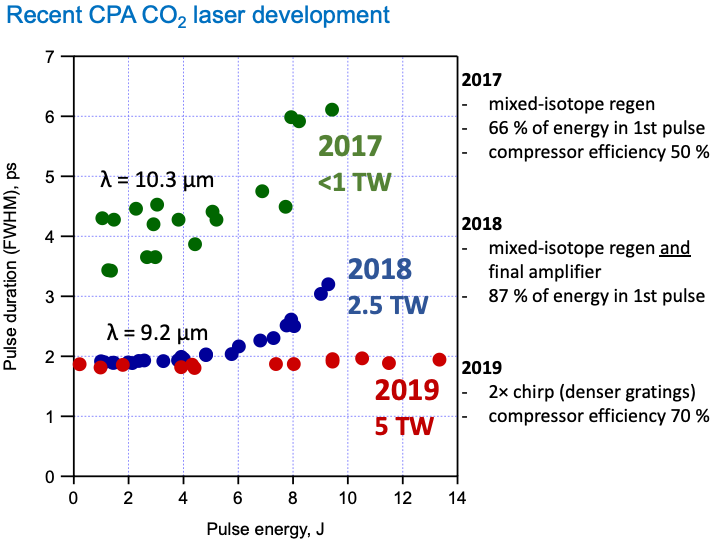 Recent CPA CO₂ laser development
7
6
5
4
3
2
1
0
Pulse duration (FWHM), ps
0 2 4 6 8 10 12 14
Pulse energy, J
λ = 10.3 µm
2017
<1 TW
2018
2.5 TW
λ = 9.2 µm
2019
5 TW
2017
- mixed-isotope regen
- 66 % of energy in 1st pulse
- compressor efficiency 50 %
2018
- mixed-isotope regen and
final amplifier
- 87 % of energy in 1st pulse
2019
- 2× chirp (denser gratings)
- compressor efficiency 70 %